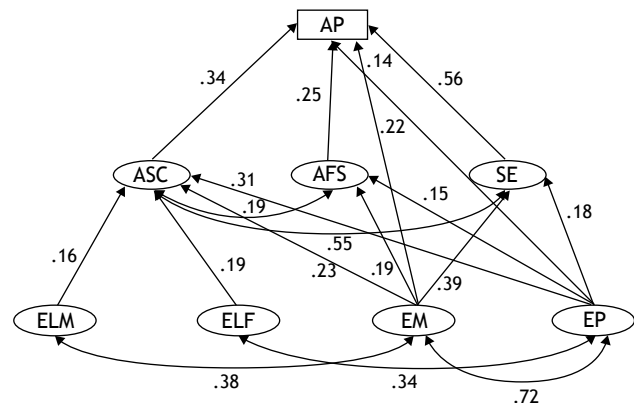 AP
.34
.14
.56
.25
.22
ASC
AFS
SE
.31
.19
.15
.18
.16
.19
.55
.23
.19
.39
ELM
ELF
EM
EP
.38
.34
.72